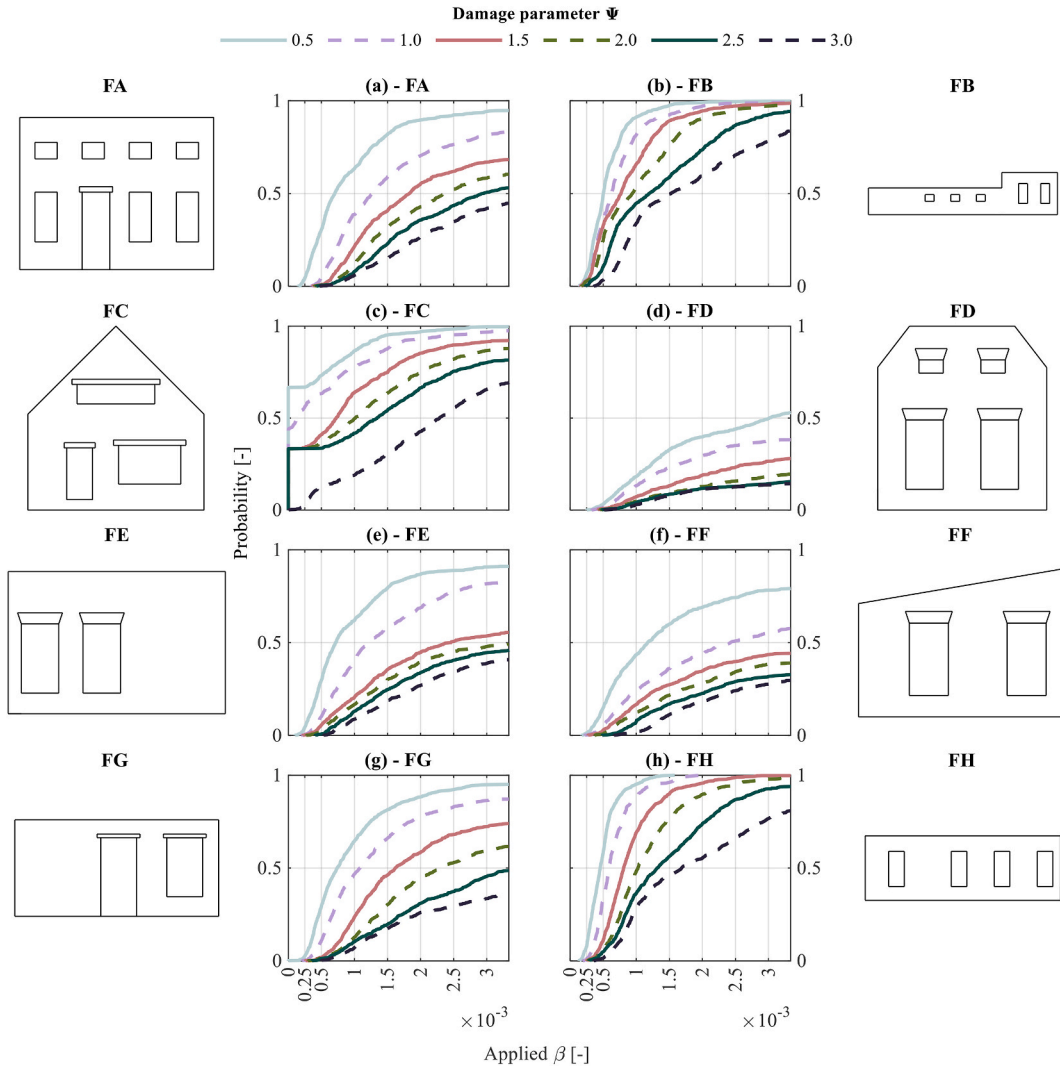 Damage parameter Ψ
0.5 1.0 1.5 2.0 2.5 3.0
FA (a) - FA (b) - FB FB
1 1
0.5 0.5
0 0
FC (c) - FC (d) - FD FD
1 1
0.5 0.5
0 0
Probability [-]
FE (e) - FE (f) - FF FF
1 1
0.5 0.5
0 0
FG (g) - FG (h) - FH FH
1 1
0.5 0.5
0 0
0 0.25 0.5 1 1.5 2 2.5 3 0 0.25 0.5 1 1.5 2 2.5 3
×10⁻³ ×10⁻³
Applied β [-]